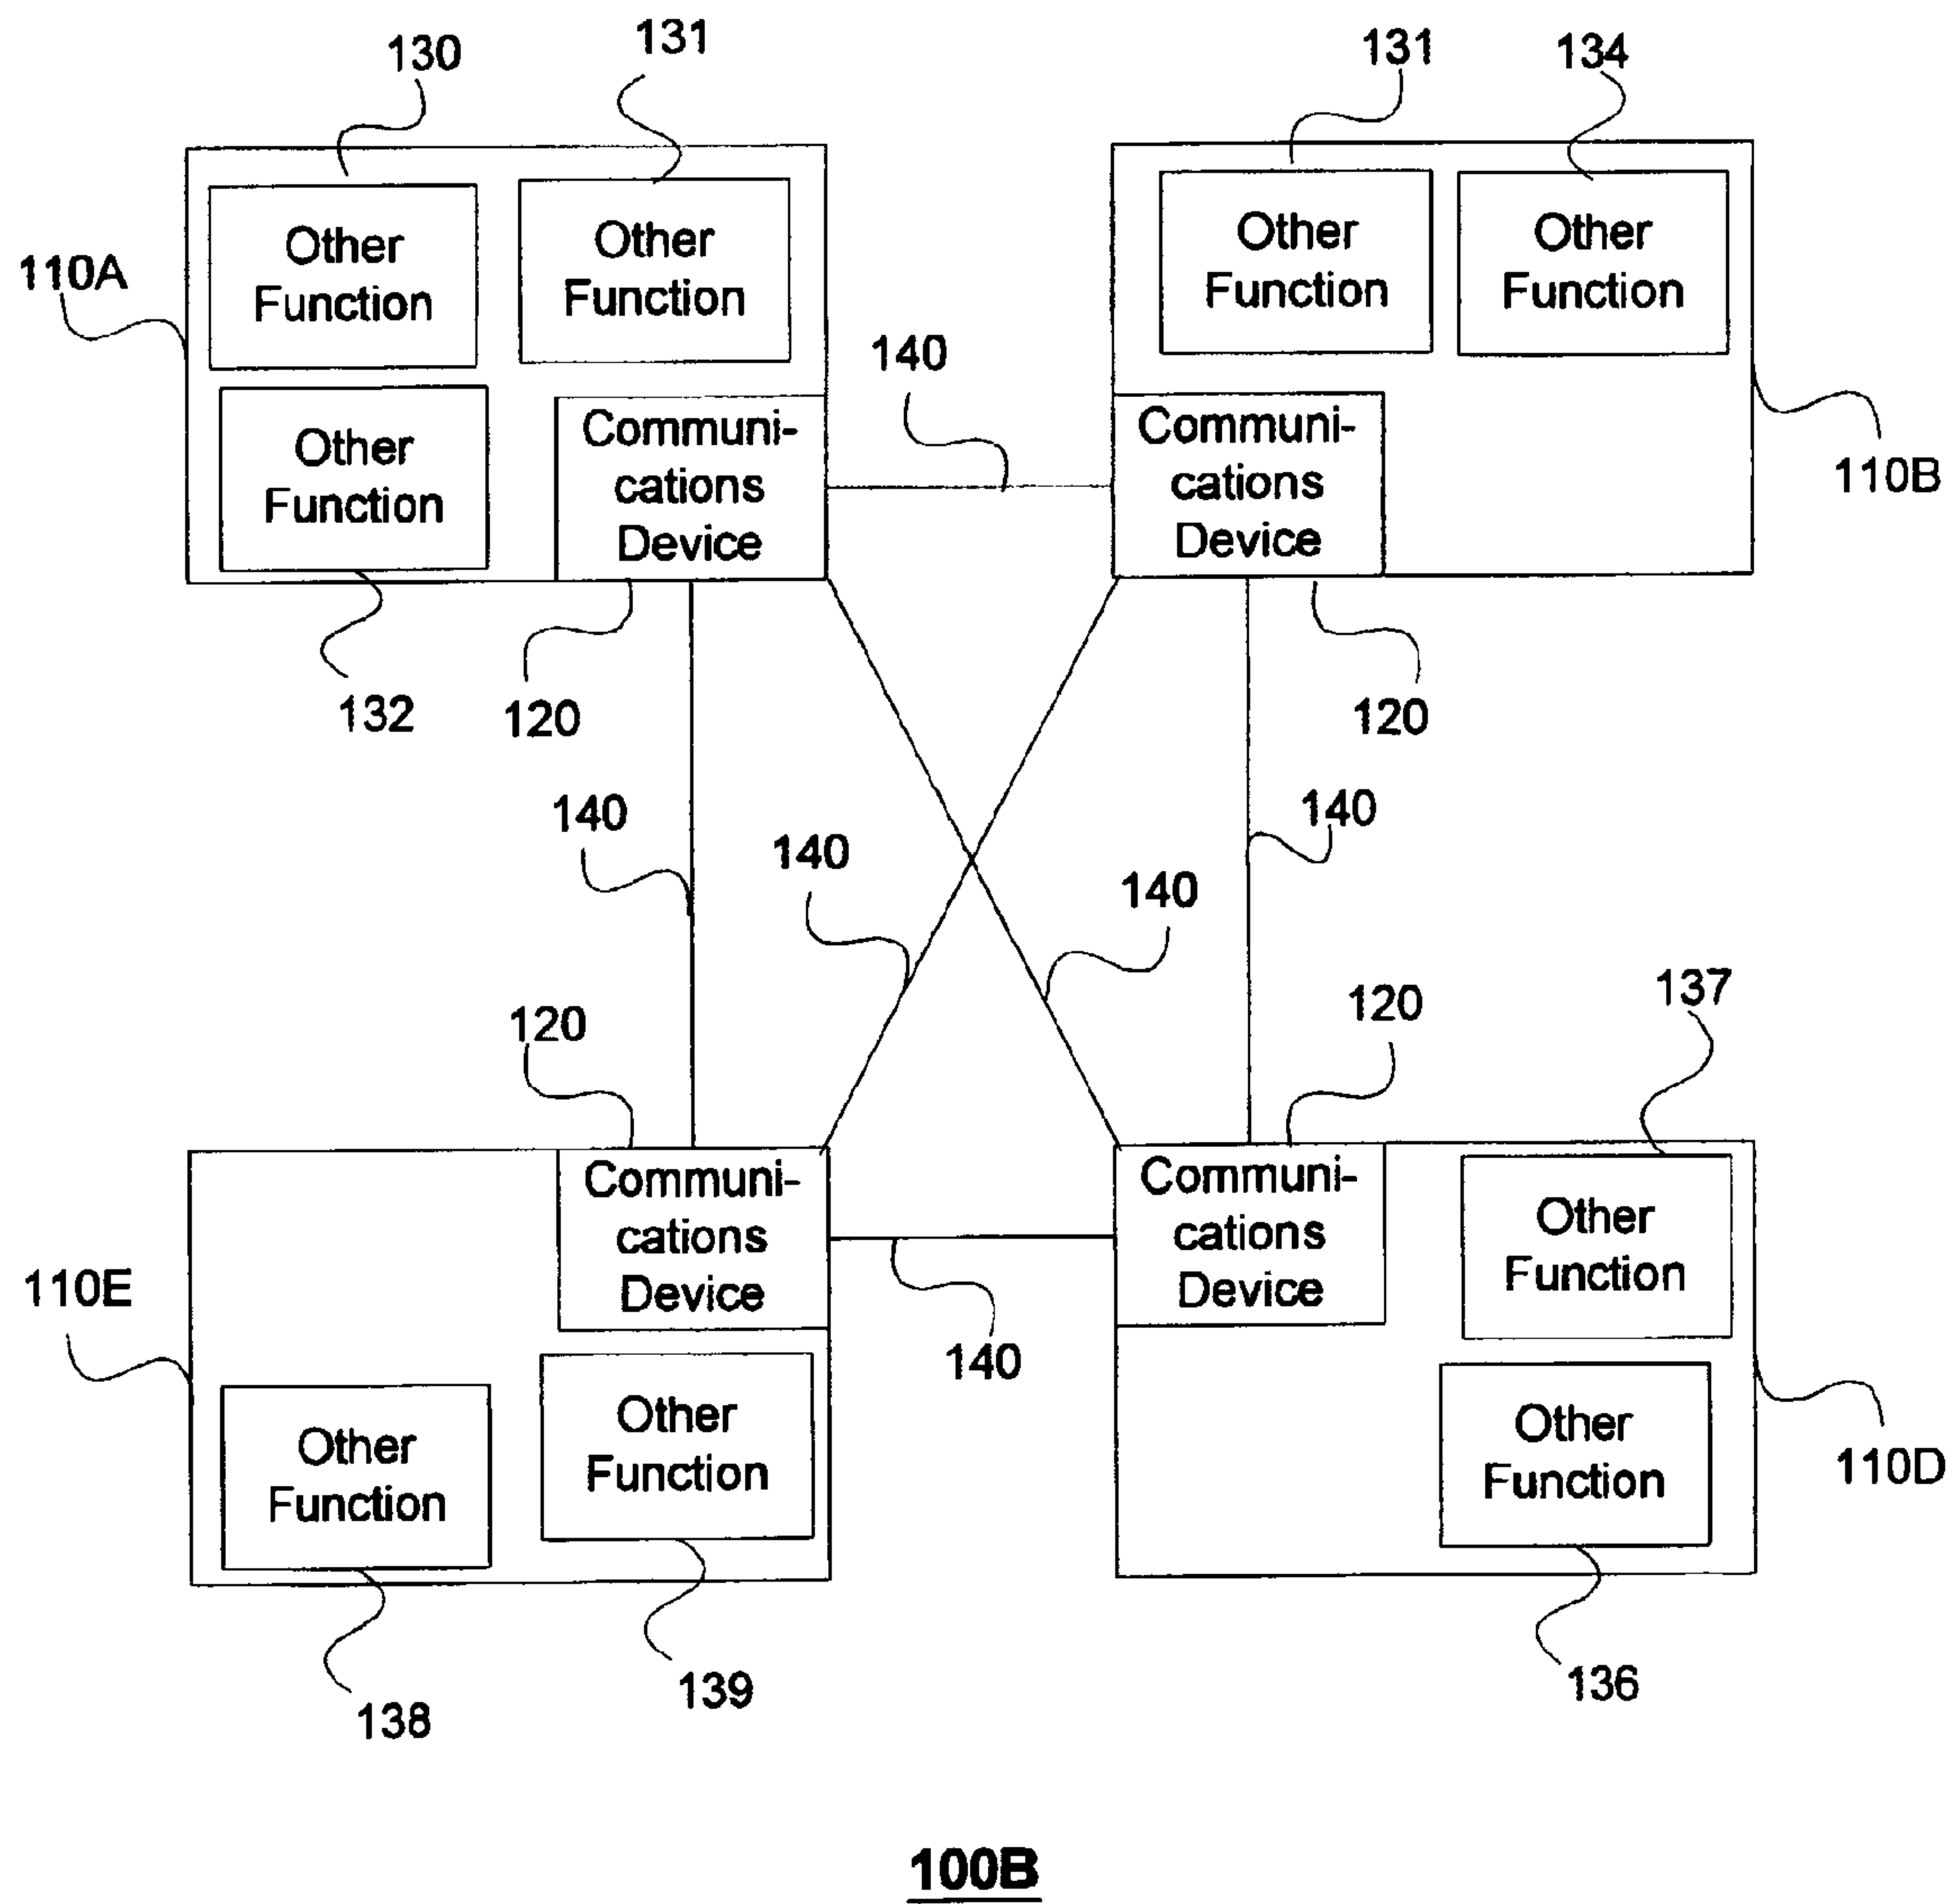 130
131
131
134
110A
Other
Function
Other
Function
Other
Function
Other
Function
140
Other
Function
Communi-
cations
Device
Communi-
cations
Device
110B
132
120
120
140
140
140
140
120
120
137
Communi-
cations
Device
Communi-
cations
Device
Other
Function
110E
140
Other
Function
Other
Function
Other
Function
110D
138
139
136
100B